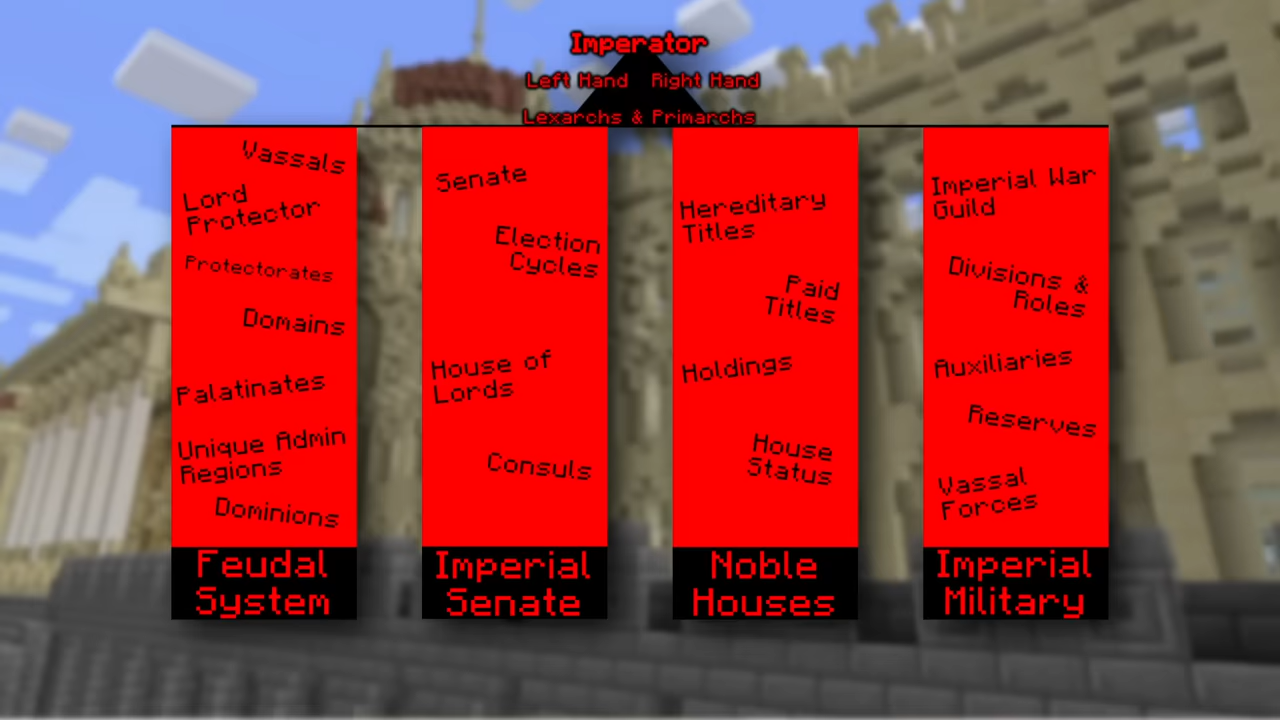 Imperator
Left Hand Right Hand
Lexarchs & Primarchs
Vassals
Lord
Protector
Protectorates
Domains
Palatinates
Unique Admin
Regions
Dominions
Feudal
System
Senate
Election
Cycles
House of
Lords
Consuls
Imperial
Senate
Hereditary
Titles
Paid
Titles
Holdings
House
Status
Noble
Houses
Imperial War
Guild
Divisions &
Roles
Auxiliaries
Reserves
Vassal
Forces
Imperial
Military